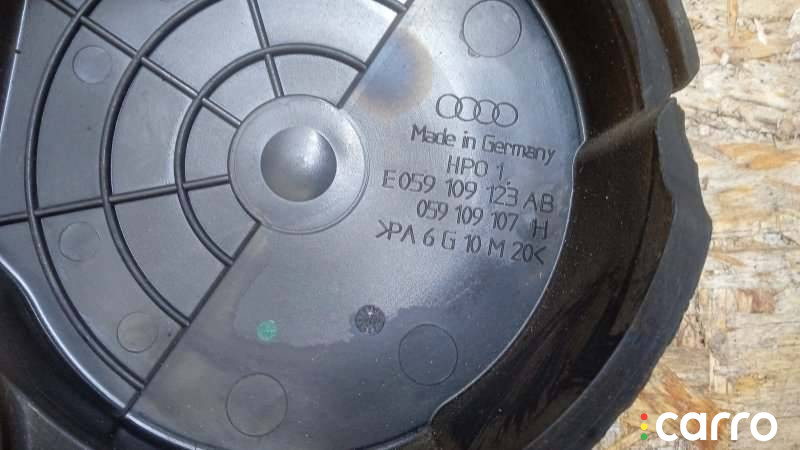 Made in Germany
HPO 1
E 059 109 123 AB
059 109 107 H
>PA 6 G 10 M 20<
carro